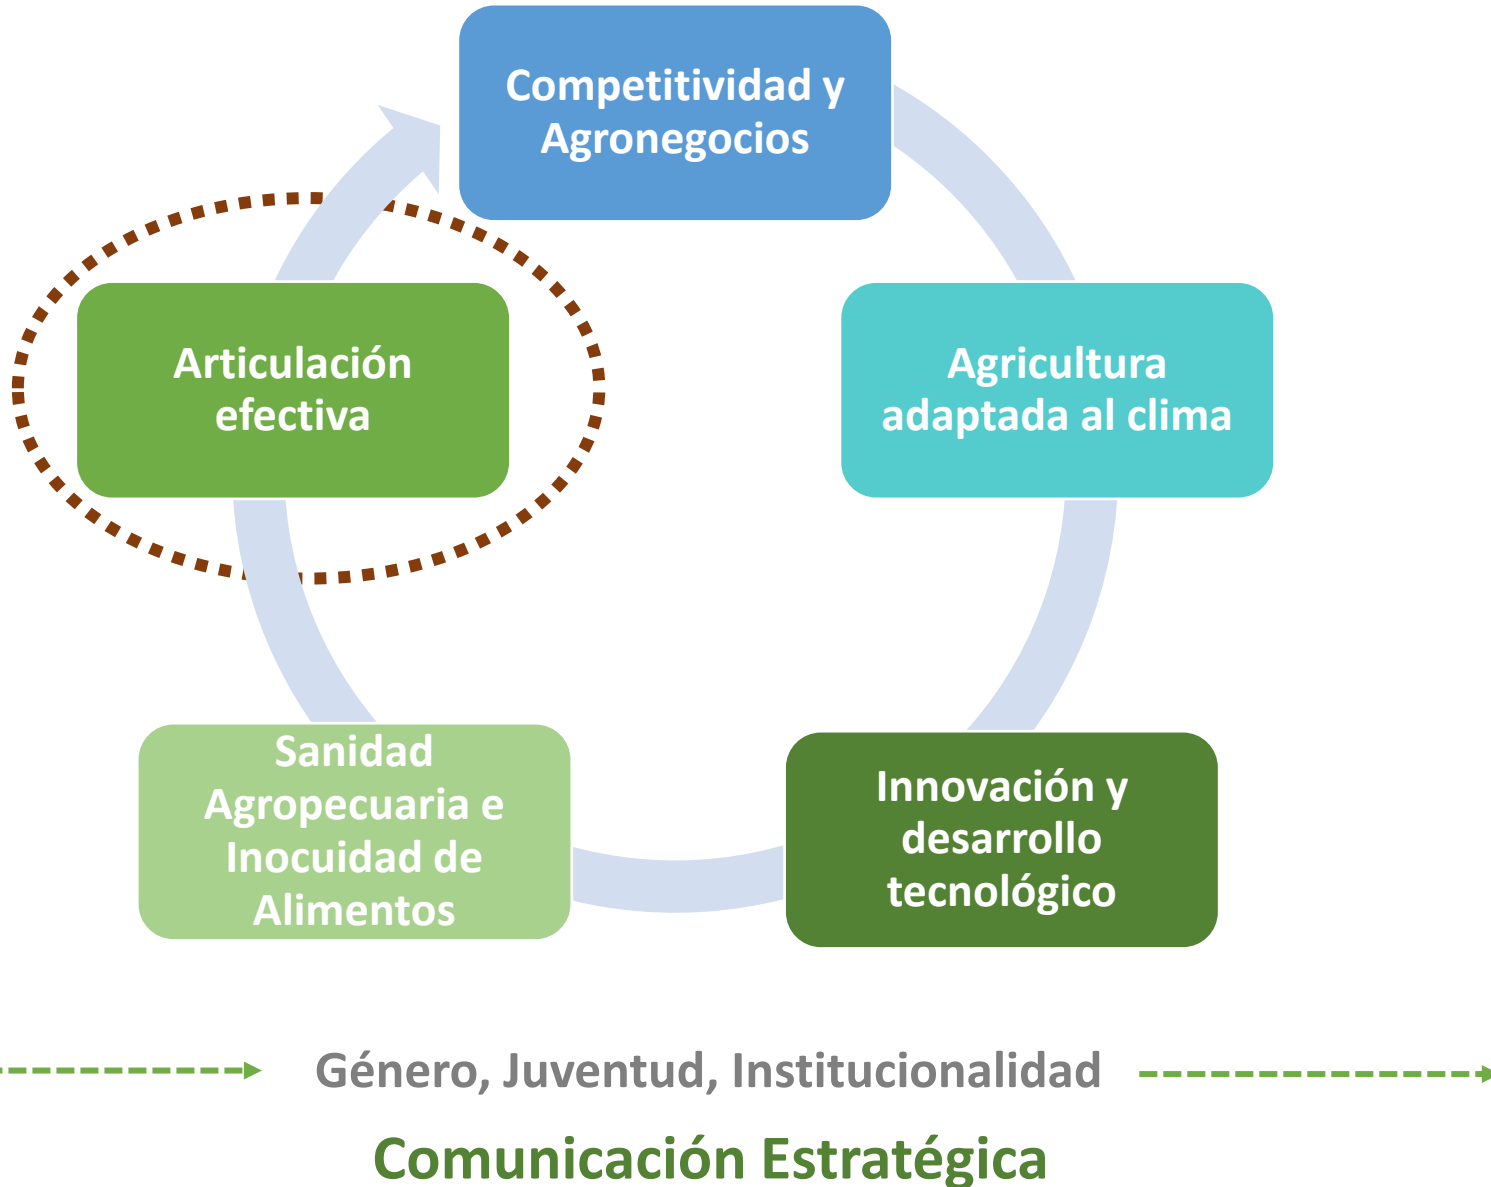 Competitividad y
Agronegocios
Agricultura
adaptada al clima
Innovación y
desarrollo
tecnológico
Sanidad
Agropecuaria e
Inocuidad de
Alimentos
Articulación
efectiva
Género, Juventud, Institucionalidad
Comunicación Estratégica